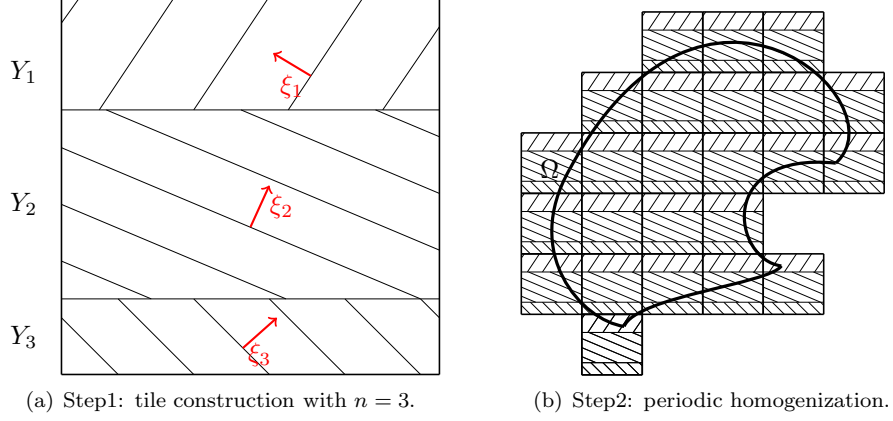 Y₁
ξ₁
Y₂
ξ₂
Y₃
ξ₃
Ω
(a) Step1: tile construction with n = 3.
(b) Step2: periodic homogenization.